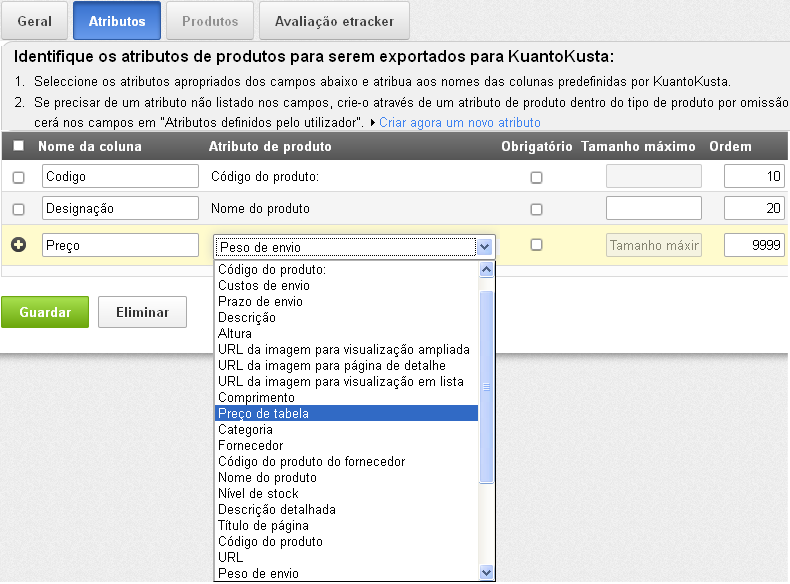 Geral
Atributos
Produtos
Avaliação etracker
Identifique os atributos de produtos para serem exportados para KuantoKusta:
1. Seleccione os atributos apropriados dos campos abaixo e atribua aos nomes das colunas predefinidas por KuantoKusta.
2. Se precisar de um atributo não listado nos campos, crie-o através de um atributo de produto dentro do tipo de produto por omissão
cerá nos campos em "Atributos definidos pelo utilizador". Criar agora um novo atributo
Nome da coluna Atributo de produto Obrigatório Tamanho máximo Ordem
Codigo Código do produto: 10
Designação Nome do produto 20
Preço Peso de envio Tamanho máxir 9999
Código do produto:
Custos de envio
Prazo de envio
Descrição
Altura
URL da imagem para visualização ampliada
URL da imagem para página de detalhe
URL da imagem para visualização em lista
Comprimento
Preço de tabela
Categoria
Fornecedor
Código do produto do fornecedor
Nome do produto
Nível de stock
Descrição detalhada
Título de página
Código do produto
URL
Peso de envio
Guardar
Eliminar